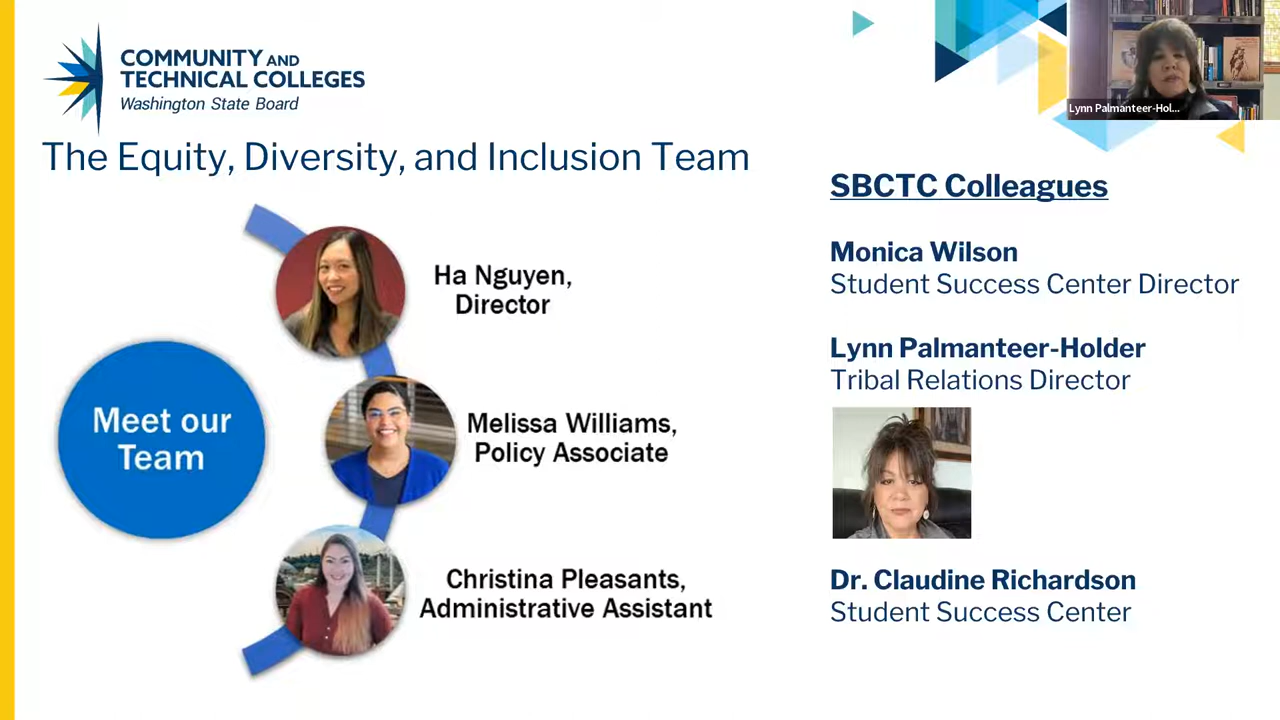 COMMUNITY AND
TECHNICAL COLLEGES
Washington State Board
Lynn Palmanteer-Hol...
The Equity, Diversity, and Inclusion Team
Meet our
Team
Ha Nguyen,
Director
Melissa Williams,
Policy Associate
Christina Pleasants,
Administrative Assistant
SBCTC Colleagues
Monica Wilson
Student Success Center Director
Lynn Palmanteer-Holder
Tribal Relations Director
Dr. Claudine Richardson
Student Success Center